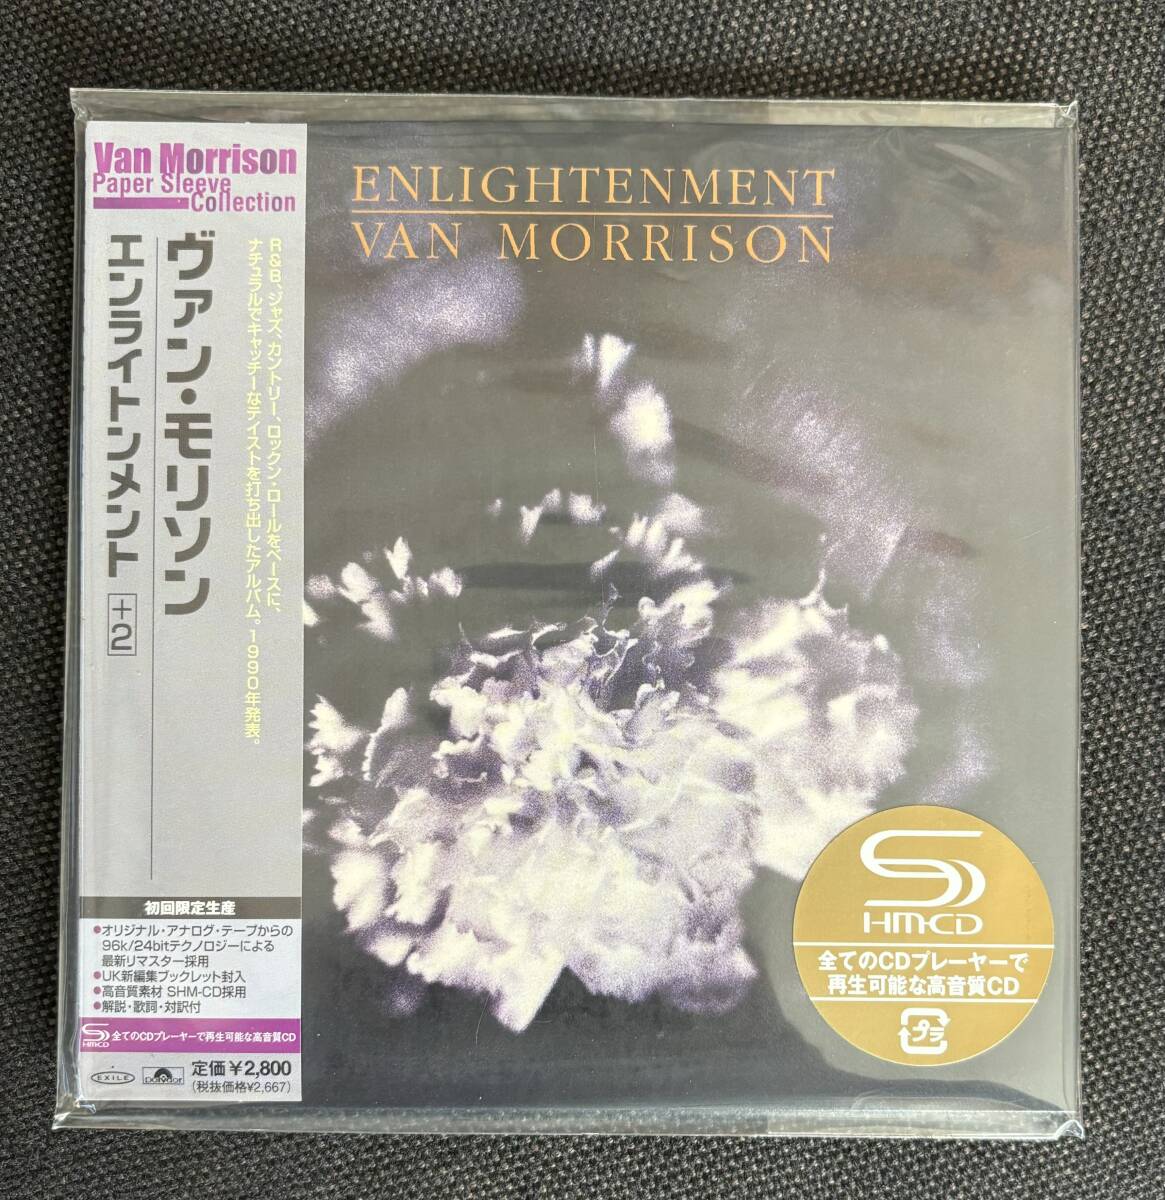 Van Morrison
Paper Sleeve
Collection
ヴァン・モリソン
エンライトンメント +2
R&B、ジャズ、カントリー、ロックン・ロールをベースに、
ナチュラルでキャッチーなテイストを打ち出したアルバム。1990年発表。
初回限定生産
●オリジナル・アナログ・テープからの
96k/24bitテクノロジーによる
最新リマスター採用
●UK新編集ブックレット封入
●高音質素材 SHM-CD採用
●解説・歌詞・対訳付
SHM-CD 全てのCDプレーヤーで再生可能な高音質CD
EXILE polydor
定価¥2,800
(税抜価格¥2,667)
ENLIGHTENMENT
VAN MORRISON
SHM-CD
全てのCDプレーヤーで
再生可能な高音質CD
プラ